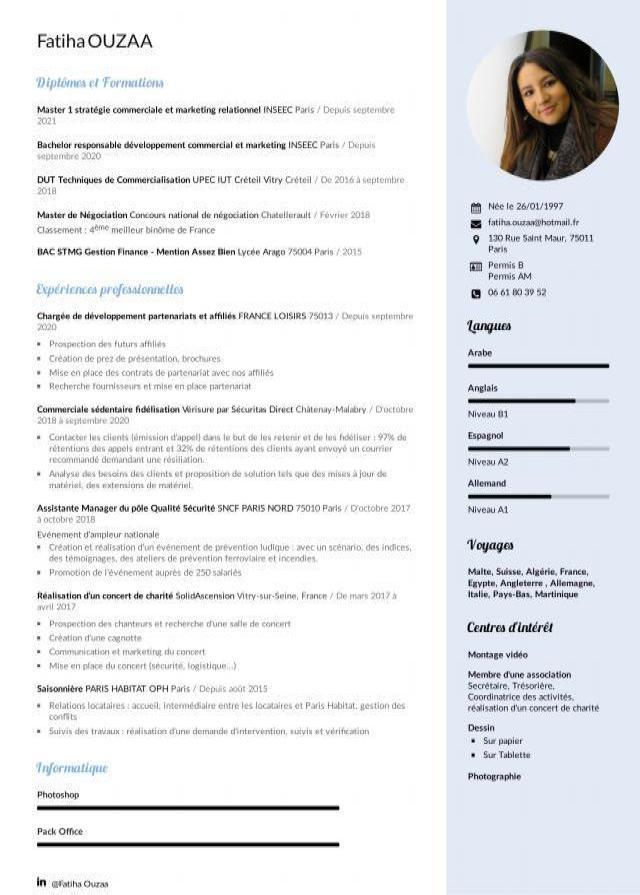 Fatiha OUZAA
Diplômes et Formations
Master 1 stratégie commerciale et marketing relationnel INSEEC Paris / Depuis septembre
2021
Bachelor responsable développement commercial et marketing INSEEC Paris / Depuis
septembre 2020
DUT Techniques de Commercialisation UPEC IUT Créteil Vitry Créteil / De 2016 à septembre
2018
Master de Négociation Concours national de négociation Chatellerault / Février 2018
Classement : 4ème meilleur binôme de France
BAC STMG Gestion Finance - Mention Assez Bien Lycée Arago 75004 Paris / 2015
Expériences professionnelles
Chargée de développement partenariats et affiliés FRANCE LOISIRS 75013 / Depuis septembre
2020
▪ Prospection des futurs affiliés
▪ Création de prez de présentation, brochures
▪ Mise en place des contrats de partenariat avec nos affiliés
▪ Recherche fournisseurs et mise en place partenariat
Commerciale sédentaire fidélisation Vérisure par Sécuritas Direct Châtenay-Malabry / D'octobre
2018 à septembre 2020
▪ Contacter les clients (émission d'appel) dans le but de les retenir et de les fidéliser : 97% de
rétentions des appels entrant et 32% de rétentions des clients ayant envoyé un courrier
recommandé demandant une résiliation.
▪ Analyse des besoins des clients et proposition de solution tels que des mises à jour de
matériel, des extensions de matériel.
Assistante Manager du pôle Qualité Sécurité SNCF PARIS NORD 75010 Paris / D'octobre 2017
à octobre 2018
Evénement d'ampleur nationale
▪ Création et réalisation d'un événement de prévention ludique : avec un scénario, des indices,
des témoignages, des ateliers de prévention ferroviaire et incendies.
▪ Promotion de l'événement auprès de 250 salariés
Réalisation d'un concert de charité SolidAscension Vitry-sur-Seine, France / De mars 2017 à
avril 2017
▪ Prospection des chanteurs et recherche d'une salle de concert
▪ Création d'une cagnotte
▪ Communication et marketing du concert
▪ Mise en place du concert (sécurité, logistique...)
Saisonnière PARIS HABITAT OPH Paris / Depuis août 2015
▪ Relations locataires : accueil, intermédiaire entre les locataires et Paris Habitat, gestion des
conflits
▪ Suivis des travaux : réalisation d'une demande d'intervention, suivis et vérification
Informatique
Photoshop
Pack Office
in @Fatiha Ouzaa
Née le 26/01/1997
fatiha.ouzaa@hotmail.fr
130 Rue Saint Maur, 75011
Paris
Permis B
Permis AM
06 61 80 39 52
Langues
Arabe
Anglais
Niveau B1
Espagnol
Niveau A2
Allemand
Niveau A1
Voyages
Malte, Suisse, Algérie, France,
Egypte, Angleterre , Allemagne,
Italie, Pays-Bas, Martinique
Centres d'intérêt
Montage vidéo
Membre d'une association
Secrétaire, Trésorière,
Coordinatrice des activités,
réalisation d'un concert de charité
Dessin
▪ Sur papier
▪ Sur Tablette
Photographie